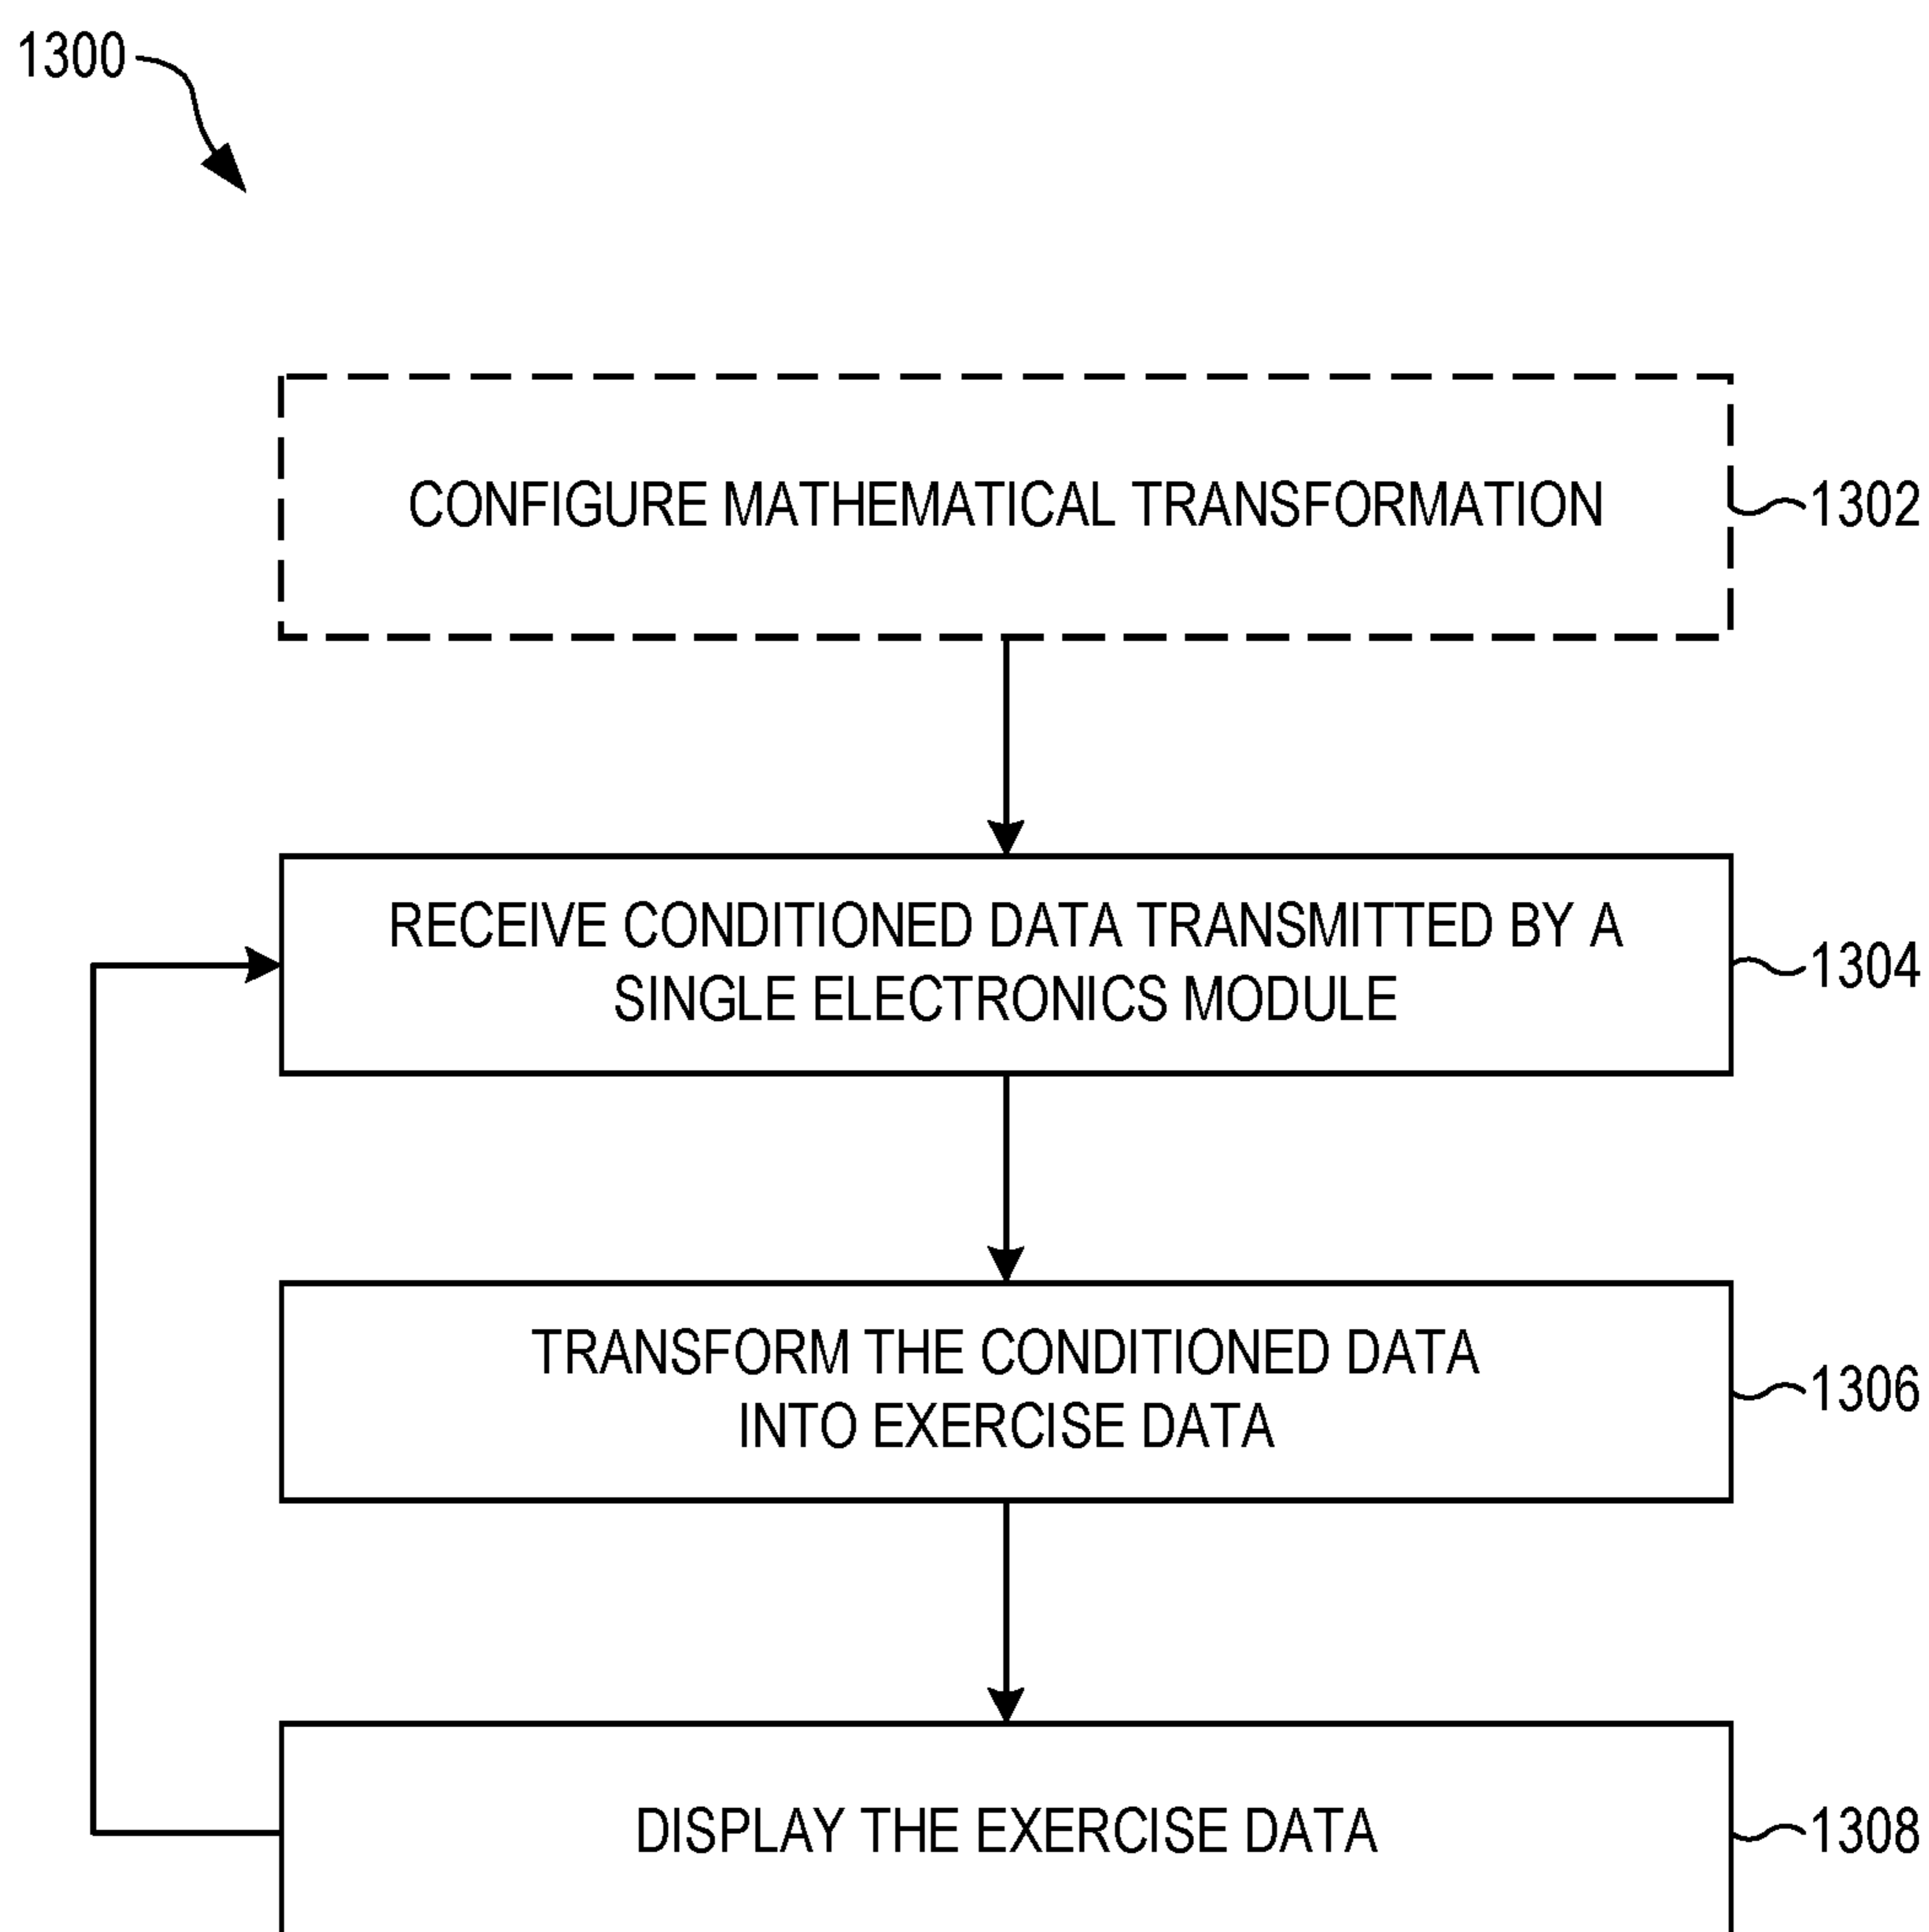 1300
CONFIGURE MATHEMATICAL TRANSFORMATION
1302
RECEIVE CONDITIONED DATA TRANSMITTED BY A
SINGLE ELECTRONICS MODULE
1304
TRANSFORM THE CONDITIONED DATA
INTO EXERCISE DATA
1306
DISPLAY THE EXERCISE DATA
1308